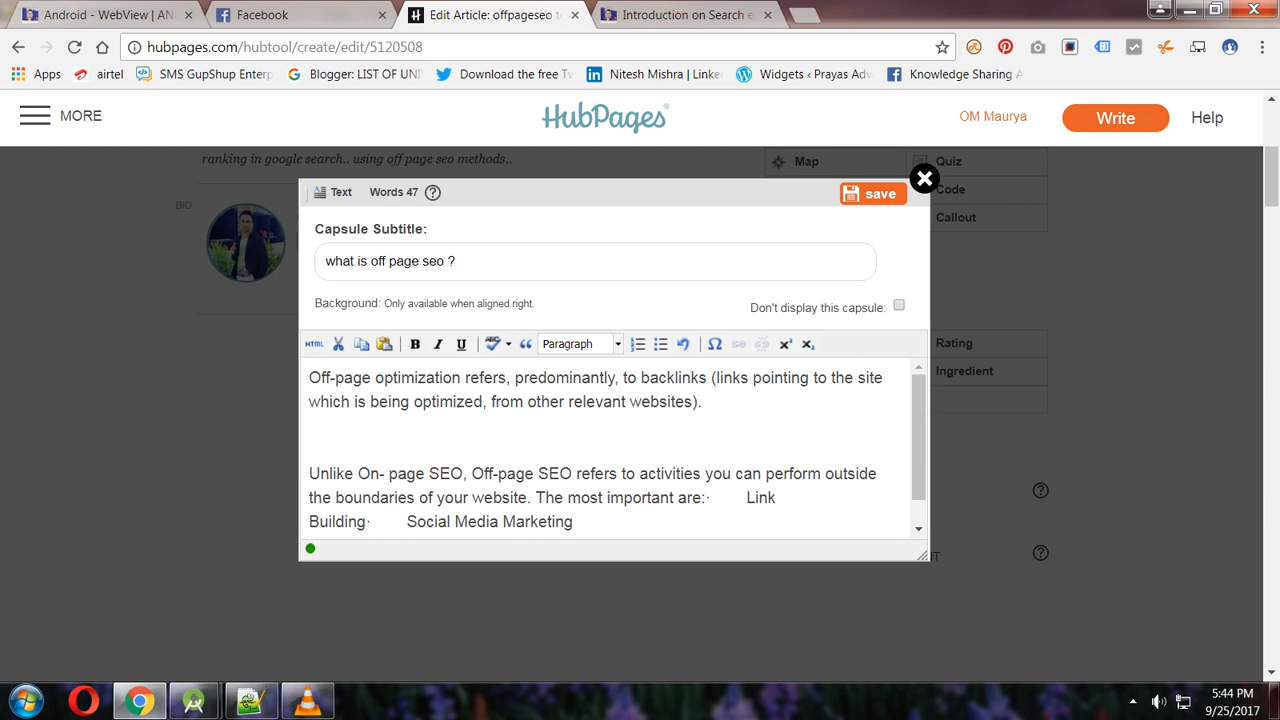 Android - WebView | AN
Facebook
Edit Article: offpageseo
Introduction on Search e
hubpages.com/hubtool/create/edit/5120508
Apps
airtel
SMS GupShup Enterp
Blogger: LIST OF UNI
Download the free Tw
Nitesh Mishra | Linke
Widgets ‹ Prayas Adv
Knowledge Sharing A
MORE
HubPages
OM Maurya
Write
Help
ranking in google search.. using off page seo methods..
Map
Quiz
BIO
Code
Callout
Text
Words 47 ?
save
Capsule Subtitle:
what is off page seo ?
Background: Only available when aligned right.
Don't display this capsule:
Rating
Ingredient
HTML
B I U
Paragraph
Off-page optimization refers, predominantly, to backlinks (links pointing to the site
which is being optimized, from other relevant websites).
Unlike On- page SEO, Off-page SEO refers to activities you can perform outside
the boundaries of your website. The most important are:· Link
Building· Social Media Marketing
?
?
5:44 PM
9/25/2017